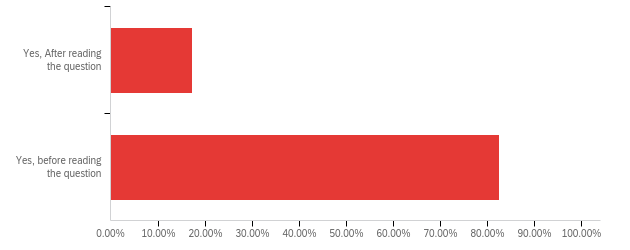 Yes, After reading
the question
Yes, before reading
the question
0.00% 10.00% 20.00% 30.00% 40.00% 50.00% 60.00% 70.00% 80.00% 90.00% 100.00%